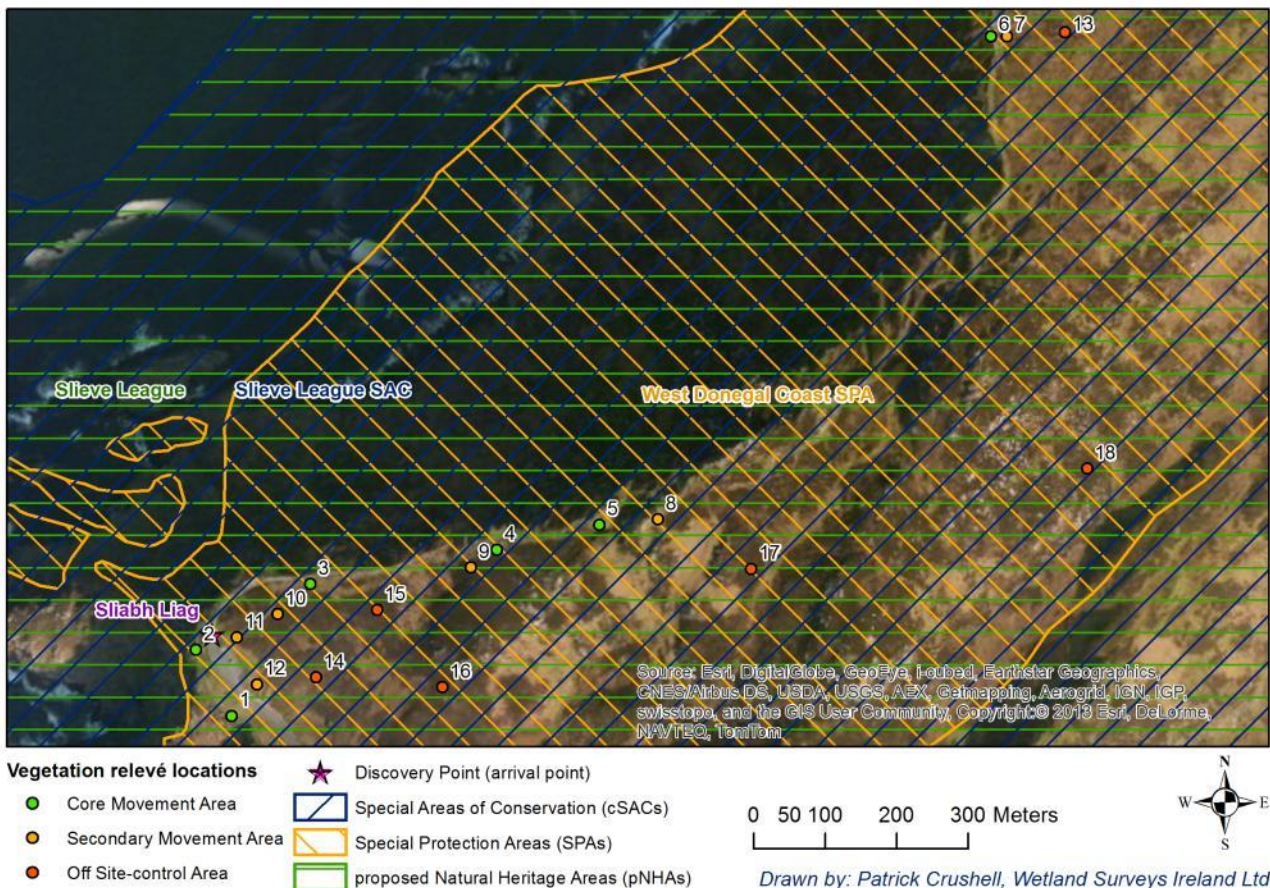 6 7 13
Slieve League Slieve League SAC West Donegal Coast SPA
18
5 8
4
9 17
3
10 15
Sliabh Liag
2 11
12 14 16
1
Source: Esri, DigitalGlobe, GeoEye, i-cubed, Earthstar Geographics,
CNES/Airbus DS, USDA, USGS, AEX, Getmapping, Aerogrid, IGN, IGP,
swisstopo, and the GIS User Community, Copyright:© 2013 Esri, DeLorme,
NAVTEQ, TomTom
Vegetation relevé locations
Core Movement Area
Secondary Movement Area
Off Site-control Area
Discovery Point (arrival point)
Special Areas of Conservation (cSACs)
Special Protection Areas (SPAs)
proposed Natural Heritage Areas (pNHAs)
0 50 100 200 300 Meters
N
W E
S
Drawn by: Patrick Crushell, Wetland Surveys Ireland Ltd